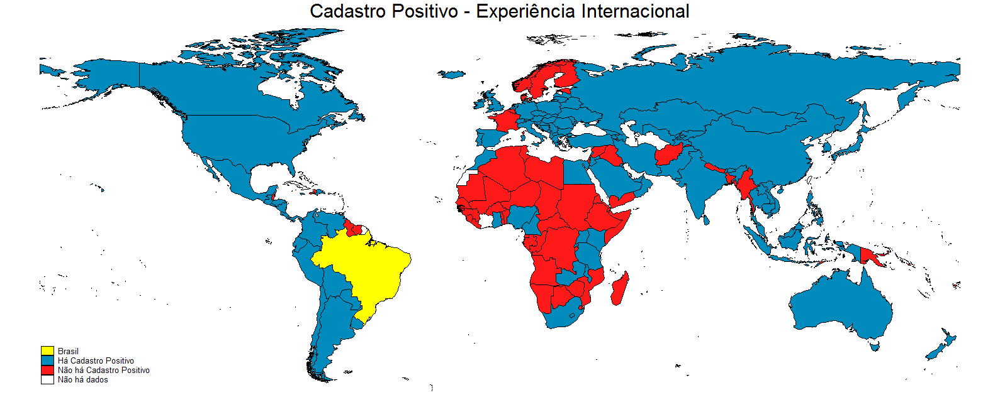 Cadastro Positivo - Experiência Internacional
Brasil
Há Cadastro Positivo
Não há Cadastro Positivo
Não há dados